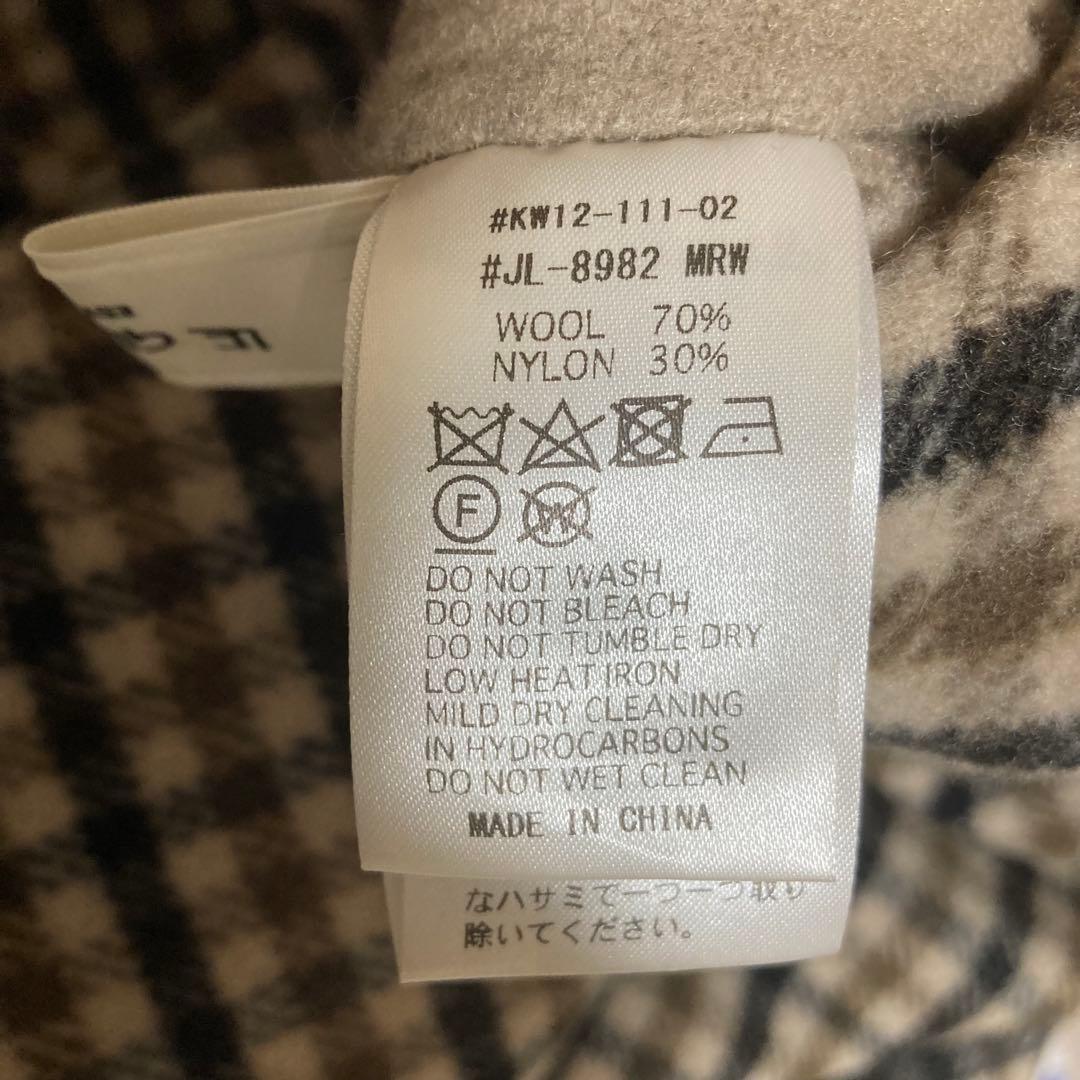 #KW12-111-02
#JL-8982 MRW
WOOL 70%
NYLON 30%
F
W
DO NOT WASH
DO NOT BLEACH
DO NOT TUMBLE DRY
LOW HEAT IRON
MILD DRY CLEANING
IN HYDROCARBONS
DO NOT WET CLEAN
MADE IN CHINA
なハサミで一つ一つ取り
除いてください。